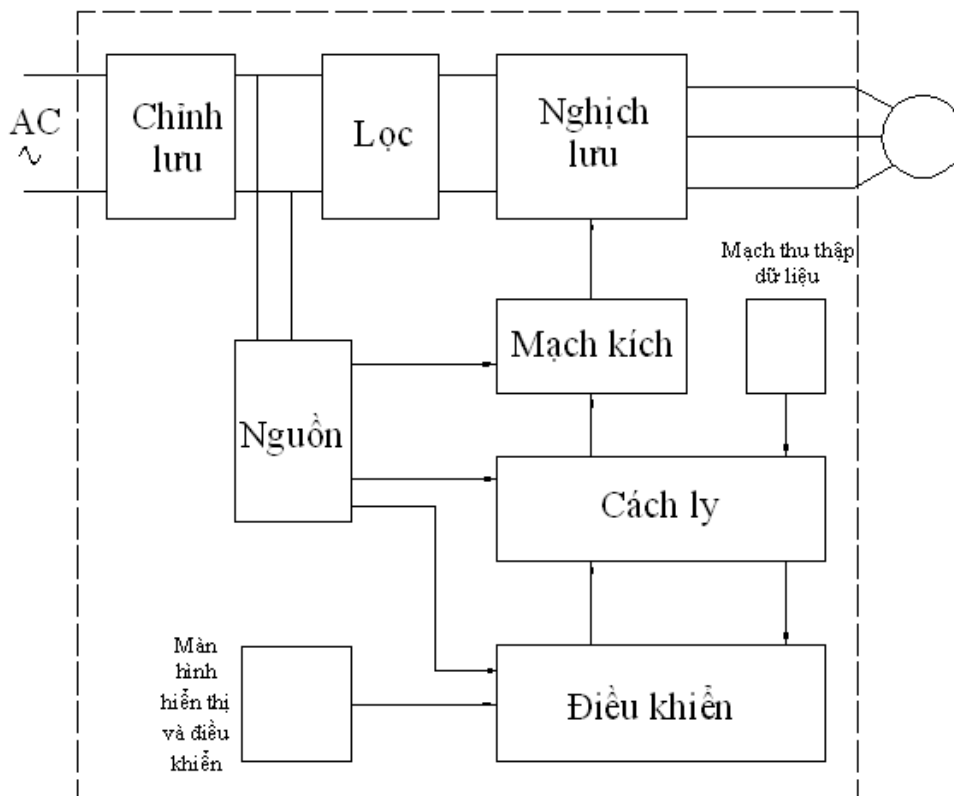 AC
Chỉnh
lưu
Lọc
Nghịch
lưu
Mạch thu thập
dữ liệu
Mạch kích
Nguồn
Cách ly
Màn
hình
hiển thị
và điều
khiển
Điều khiển